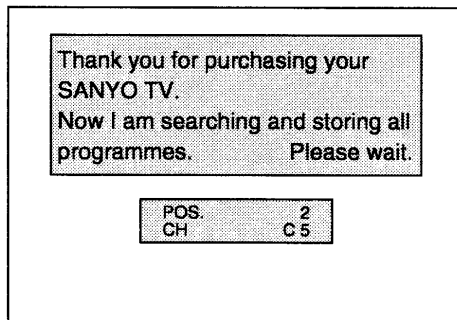 Thank you for purchasing your
SANYO TV.
Now I am searching and storing all
programmes. Please wait.
POS. 2
CH C 5